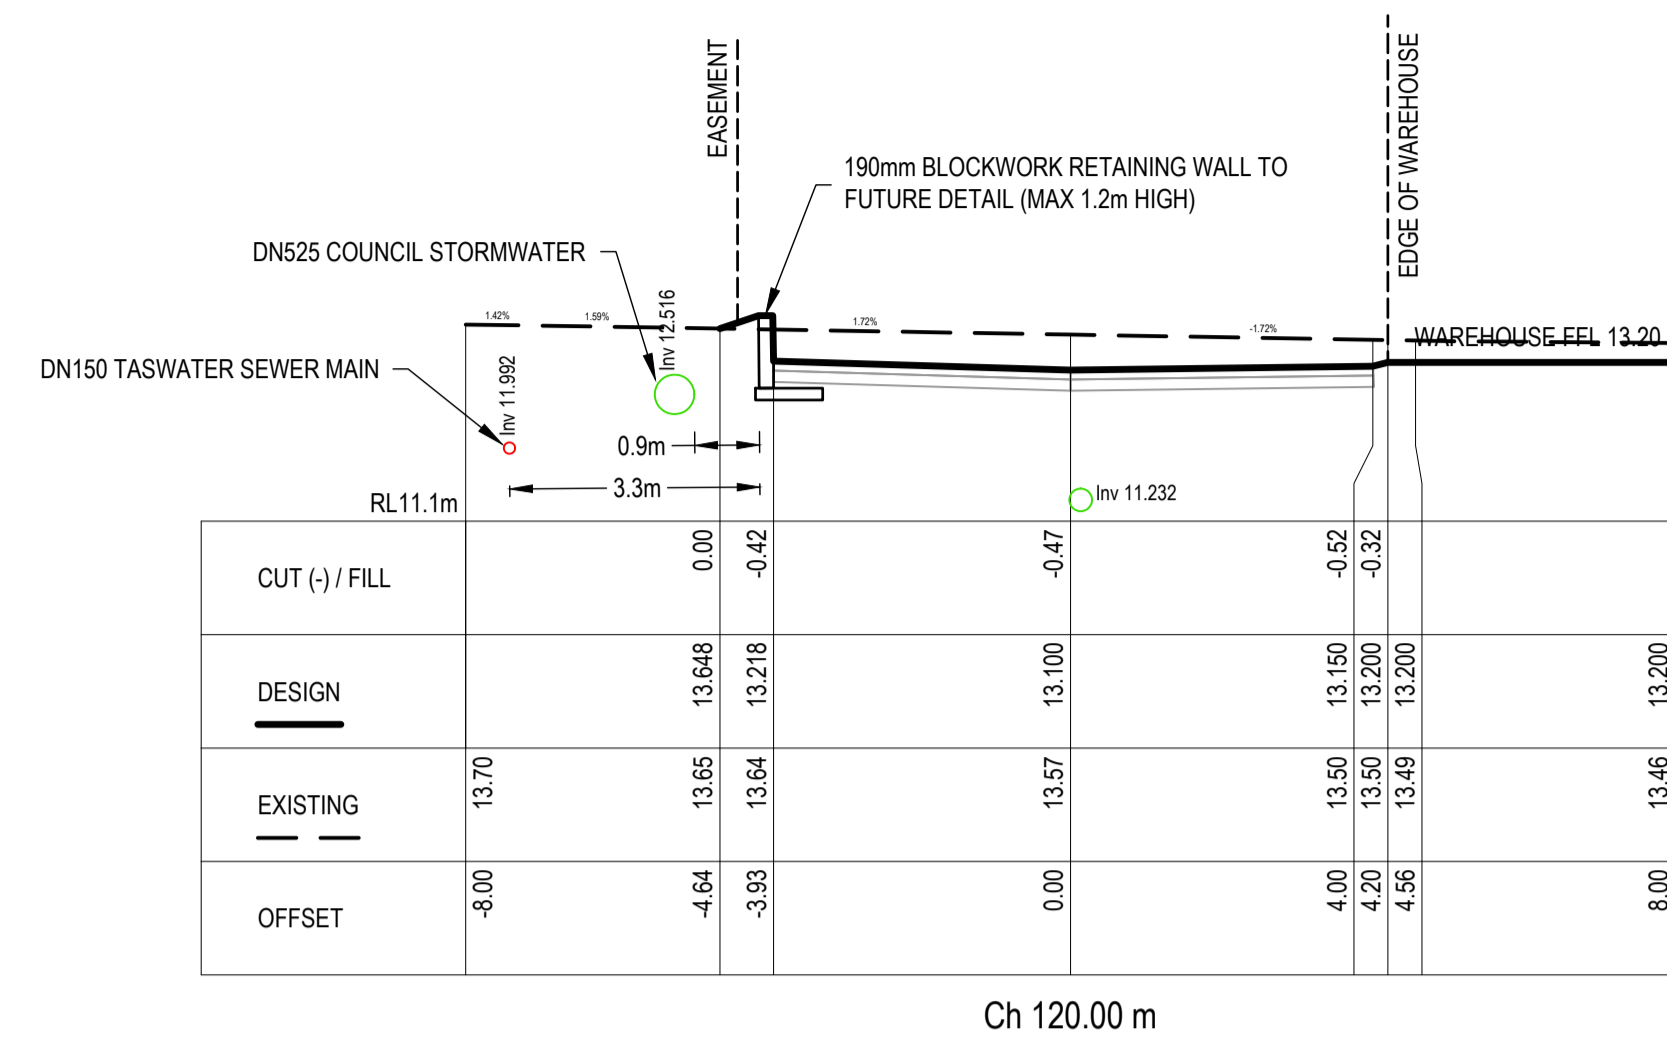 EASEMENT
EDGE OF WAREHOUSE
190mm BLOCKWORK RETAINING WALL TO
FUTURE DETAIL (MAX 1.2m HIGH)
DN525 COUNCIL STORMWATER
Inv 12.516
1.42%
1.59%
1.72%
-1.72%
WAREHOUSE FFL 13.20
DN150 TASWATER SEWER MAIN
Inv 11.992
0.9m
3.3m
RL11.1m
Inv 11.232
CUT (-) / FILL
0.00
-0.42
-0.47
-0.52
-0.32
DESIGN
13.648
13.218
13.100
13.150
13.200
13.200
13.200
EXISTING
13.70
13.65
13.64
13.57
13.50
13.50
13.49
13.46
OFFSET
-8.00
-4.64
-3.93
0.00
4.00
4.20
4.56
8.00
Ch 120.00 m